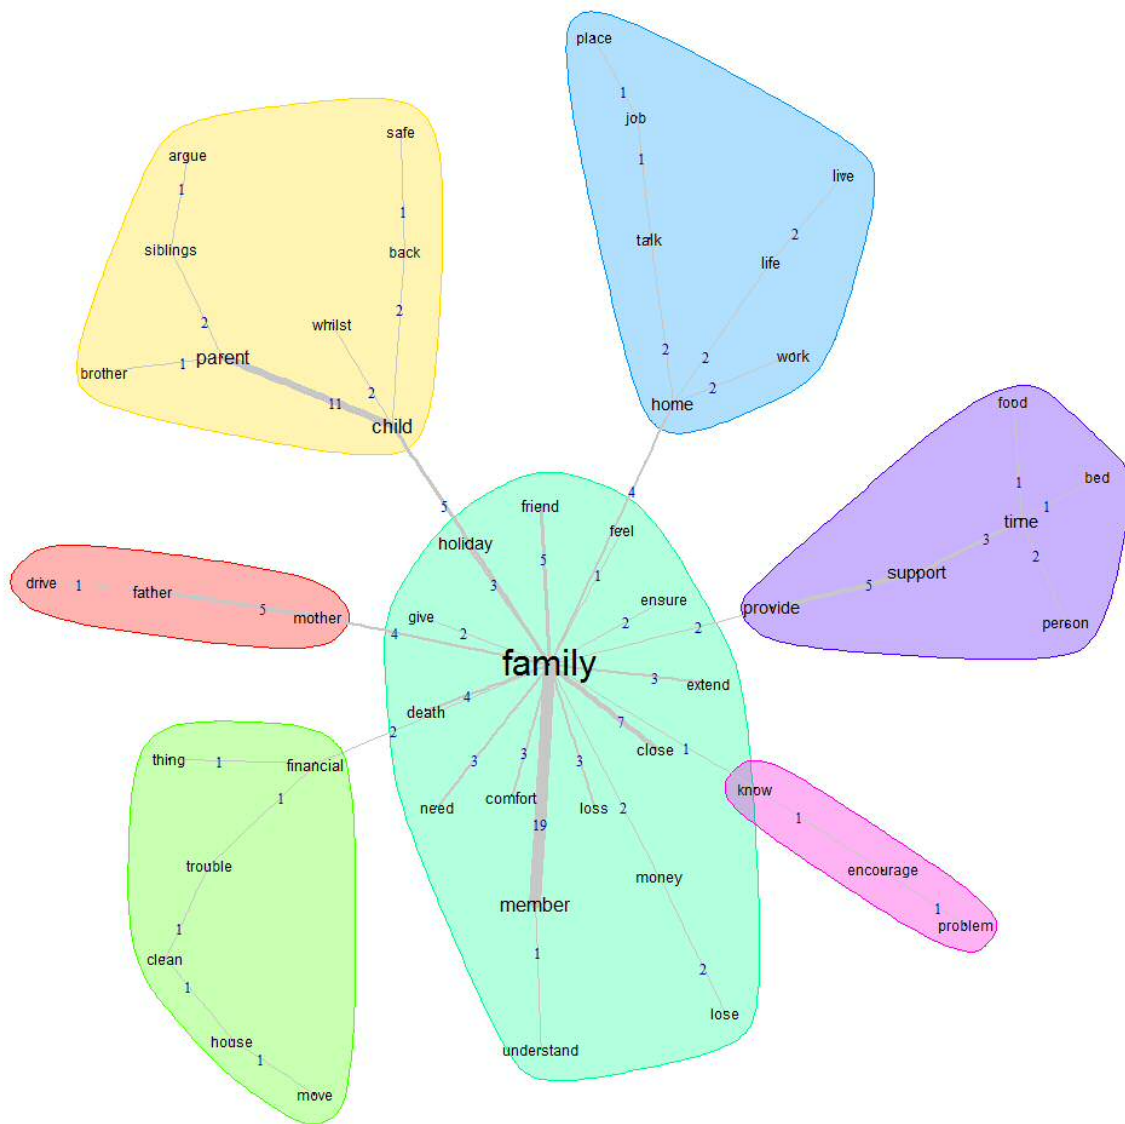 place
1
job
1
talk
live
2
life
2
2
work
2
home
4
safe
argue
1
1
siblings
back
2
2
whilst
parent
1
brother
2
11
child
5
food
1
bed
1
time
3
2
support
5
provide
person
2
friend
holiday
feel
5
3
1
ensure
give
2
2
drive
1
father
5
mother
4
family
3
extend
death
4
7
close
2
1
3
3
3
need
comfort
loss
2
19
money
member
1
2
lose
understand
know
1
encourage
1
problem
thing
1
financial
1
trouble
1
clean
1
house
1
move